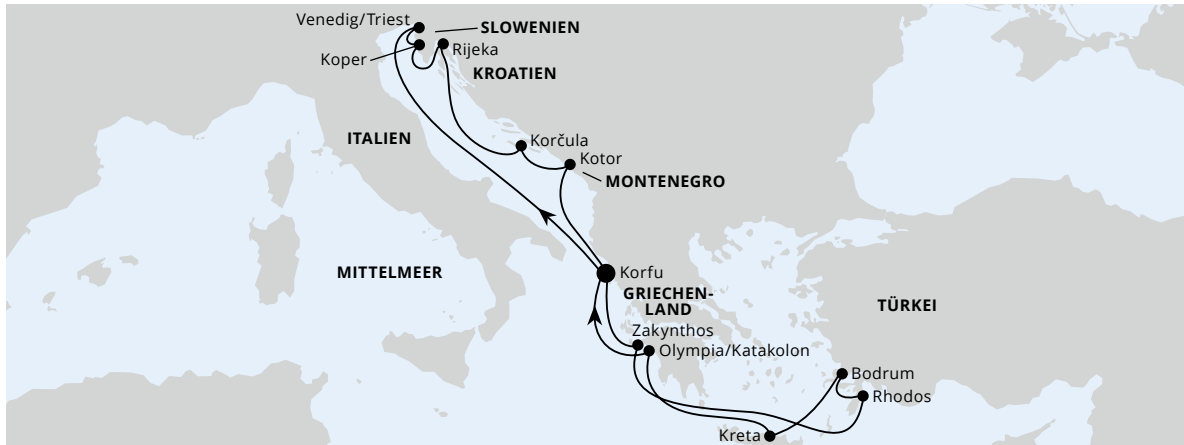 Venedig/Triest
SLOWENIEN
Koper
Rijeka
KROATIEN
ITALIEN
Korčula
Kotor
MONTENEGRO
MITTELMEER
Korfu
GRIECHEN-
LAND
TÜRKEI
Zakynthos
Olympia/Katakolon
Bodrum
Rhodos
Kreta